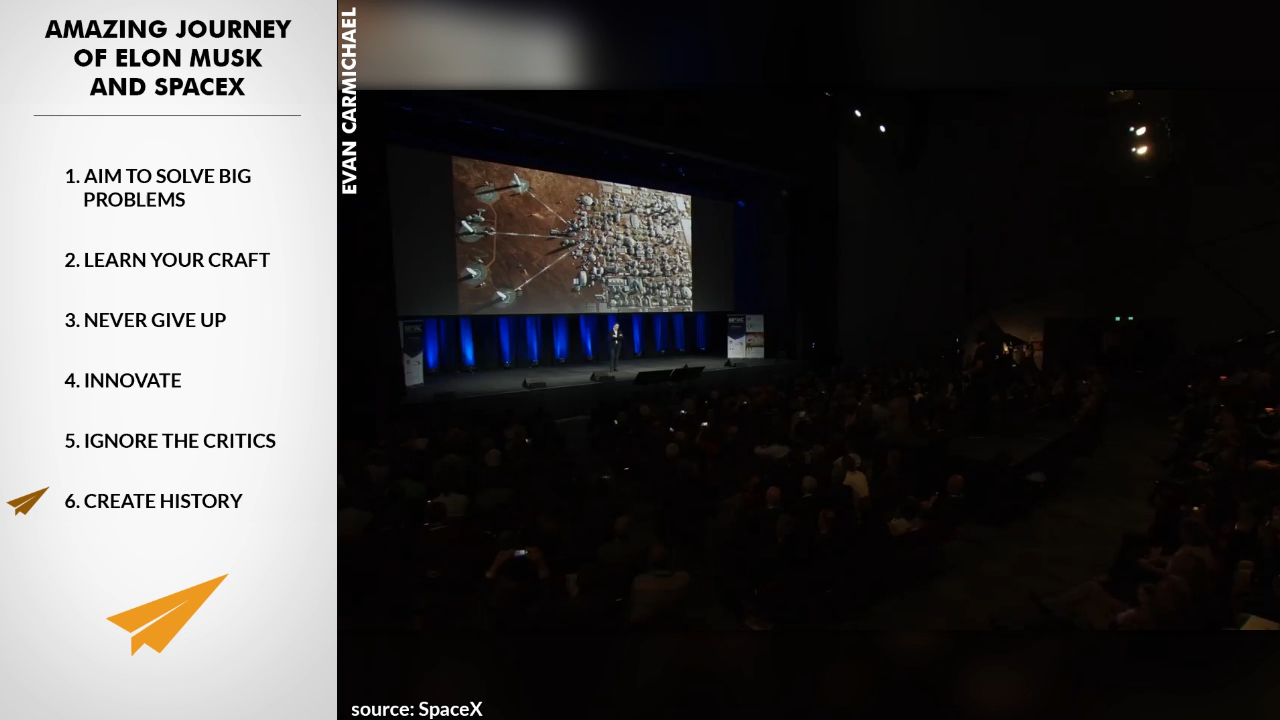 AMAZING JOURNEY
OF ELON MUSK
AND SPACEX
1. AIM TO SOLVE BIG
PROBLEMS
2. LEARN YOUR CRAFT
3. NEVER GIVE UP
4. INNOVATE
5. IGNORE THE CRITICS
6. CREATE HISTORY
EVAN CARMICHAEL
source: SpaceX